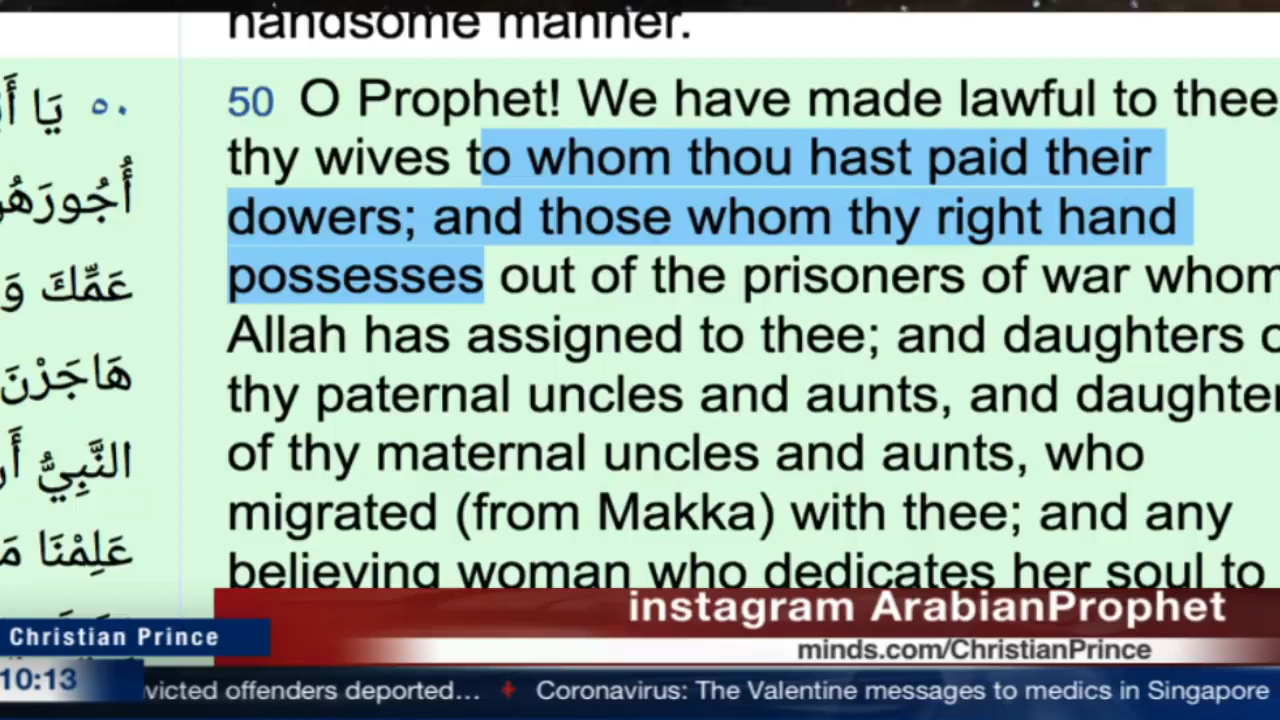 handsome manner.
50 O Prophet! We have made lawful to thee
thy wives to whom thou hast paid their
dowers; and those whom thy right hand
possesses out of the prisoners of war whom
Allah has assigned to thee; and daughters
thy paternal uncles and aunts, and daughter
of thy maternal uncles and aunts, who
migrated (from Makka) with thee; and any
believing woman who dedicates her soul to
٥٠ يَا
أُجُورَهُ
عَمِّكَ وَ
هَاجَرْنَ
النَّبِيُّ أَ
عَلِمْنَا مَ
instagram ArabianProphet
minds.com/ChristianPrince
Christian Prince
10:13
victed offenders deported... Coronavirus: The Valentine messages to medics in Singapore